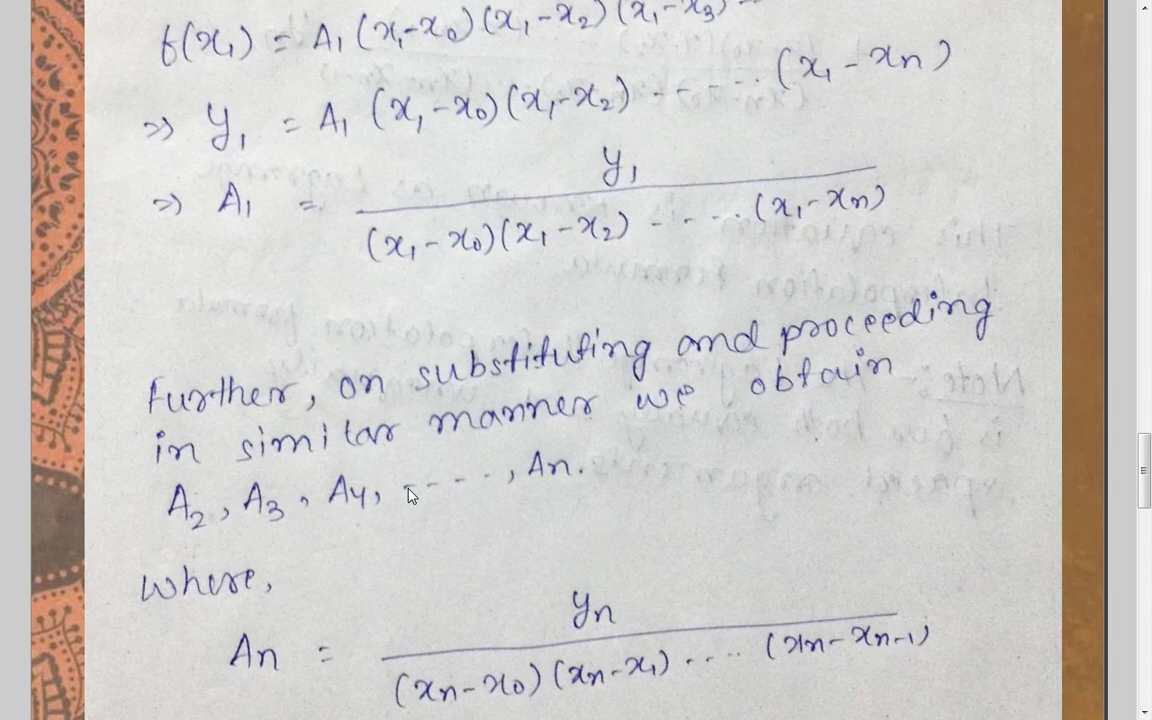 f(x₁) = A₁ (x₁-x₀) (x₁-x₂) (x₁-x₃) --
⇒ y₁ = A₁ (x₁-x₀)(x₁-x₂) ------ (x₁-xn)
⇒ A₁ = y₁ / (x₁-x₀)(x₁-x₂) ----- (x₁-xn)
Further, on substituting and proceeding
in similar manner we obtain
A₂, A₃, A₄, -----, An.
Where,
An = yn / (xn-x₀)(xn-x₁) ----- (xn-xn-1)